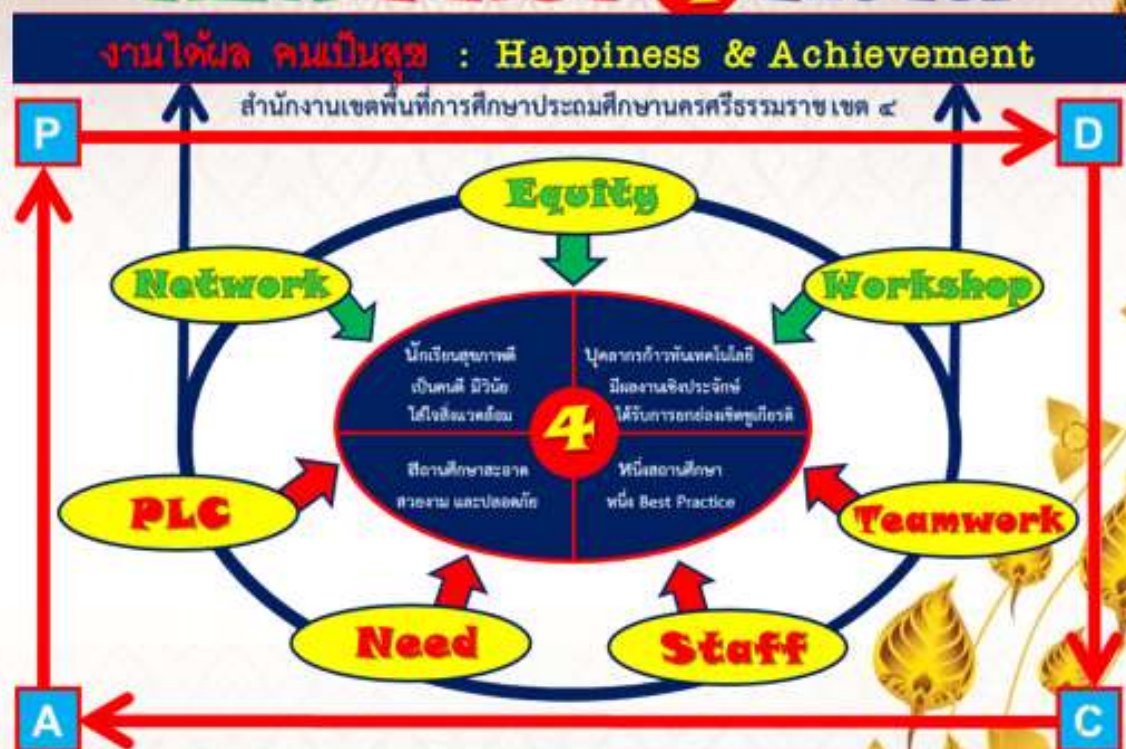 งานได้ผล คนเป็นสุข : Happiness & Achievement
สำนักงานเขตพื้นที่การศึกษาประถมศึกษานครศรีธรรมราช เขต ๔
P
D
Equity
Network
Workshop
นักเรียนสุขภาพดี
เป็นคนดี มีวินัย
ใส่ใจสิ่งแวดล้อม
บุคลากรก้าวทันเทคโนโลยี
มีผลงานเชิงประจักษ์
ได้รับการยกย่องเชิดชูเกียรติ
4
สถานศึกษาสะอาด
สวยงาม และปลอดภัย
หนึ่งสถานศึกษา
หนึ่ง Best Practice
PLC
Teamwork
Need
Staff
A
C